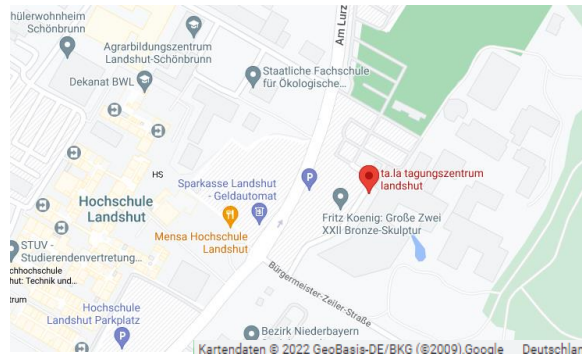 hülerwohnheim
Schönbrunn
Agrarbildungszentrum
Landshut-Schönbrunn
Dekanat BWL
Am Lurz
Staatliche Fachschule
für Ökologische...
HS
Hochschule
Landshut
Sparkasse Landshut
- Geldautomat
P
ta.la tagungszentrum
landshut
Fritz Koenig: Große Zwei
XXII Bronze-Skulptur
Mensa Hochschule
Landshut
STUV -
Studierendenvertretung...
chhochschule
hut: Technik und...
trum
Hochschule
Landshut Parkplatz
P
Bürgermeister-Zeiler-Straße
Bezirk Niederbayern
Kartendaten © 2022 GeoBasis-DE/BKG (©2009),Google Deutschlan